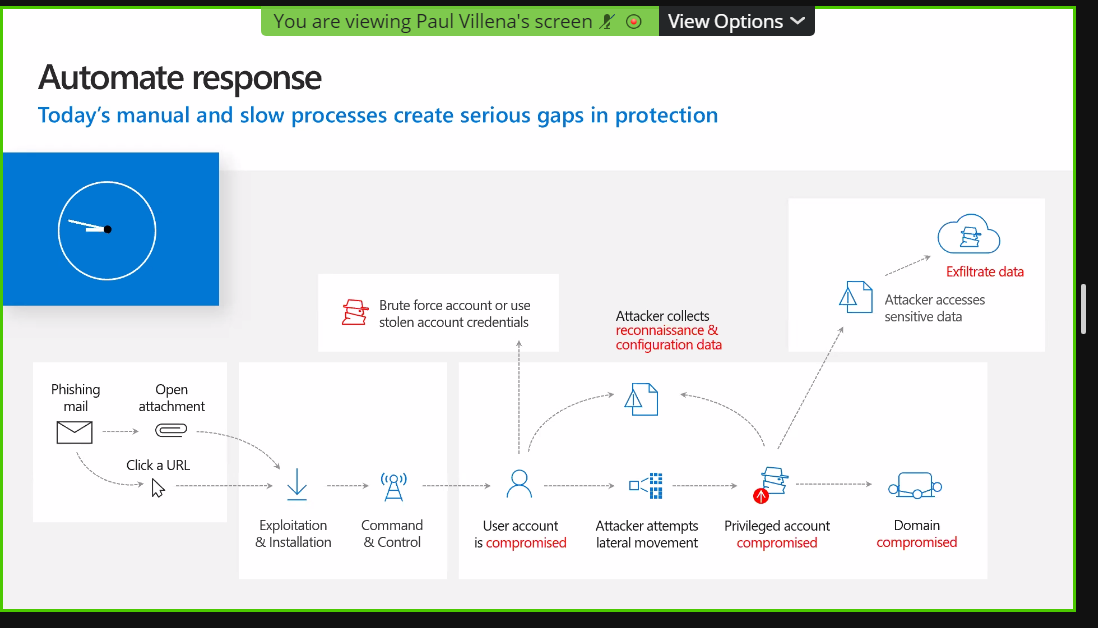 You are viewing Paul Villena's screen
View Options
Automate response
Today's manual and slow processes create serious gaps in protection
Exfiltrate data
Attacker accesses
sensitive data
Brute force account or use
stolen account credentials
Attacker collects
reconnaissance &
configuration data
Phishing
mail
Open
attachment
Click a URL
Exploitation
& Installation
Command
& Control
User account
is compromised
Attacker attempts
lateral movement
Privileged account
compromised
Domain
compromised